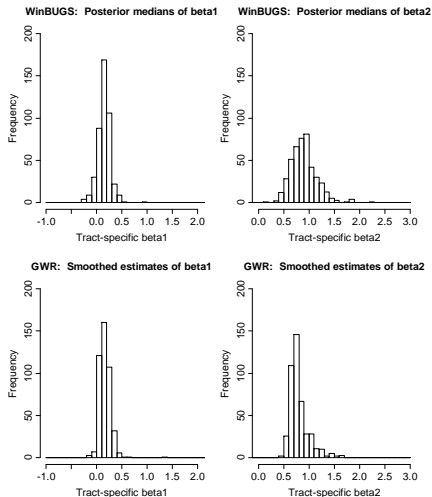 WinBUGS: Posterior medians of beta1
Frequency
0 50 100 150 200
-1.0 0.0 0.5 1.0 1.5 2.0
Tract-specific beta1
WinBUGS: Posterior medians of beta2
Frequency
0 50 100 150 200
0.0 0.5 1.0 1.5 2.0 2.5 3.0
Tract-specific beta2
GWR: Smoothed estimates of beta1
Frequency
0 50 100 150 200
-1.0 0.0 0.5 1.0 1.5 2.0
Tract-specific beta1
GWR: Smoothed estimates of beta2
Frequency
0 50 100 150 200
0.0 0.5 1.0 1.5 2.0 2.5 3.0
Tract-specific beta2